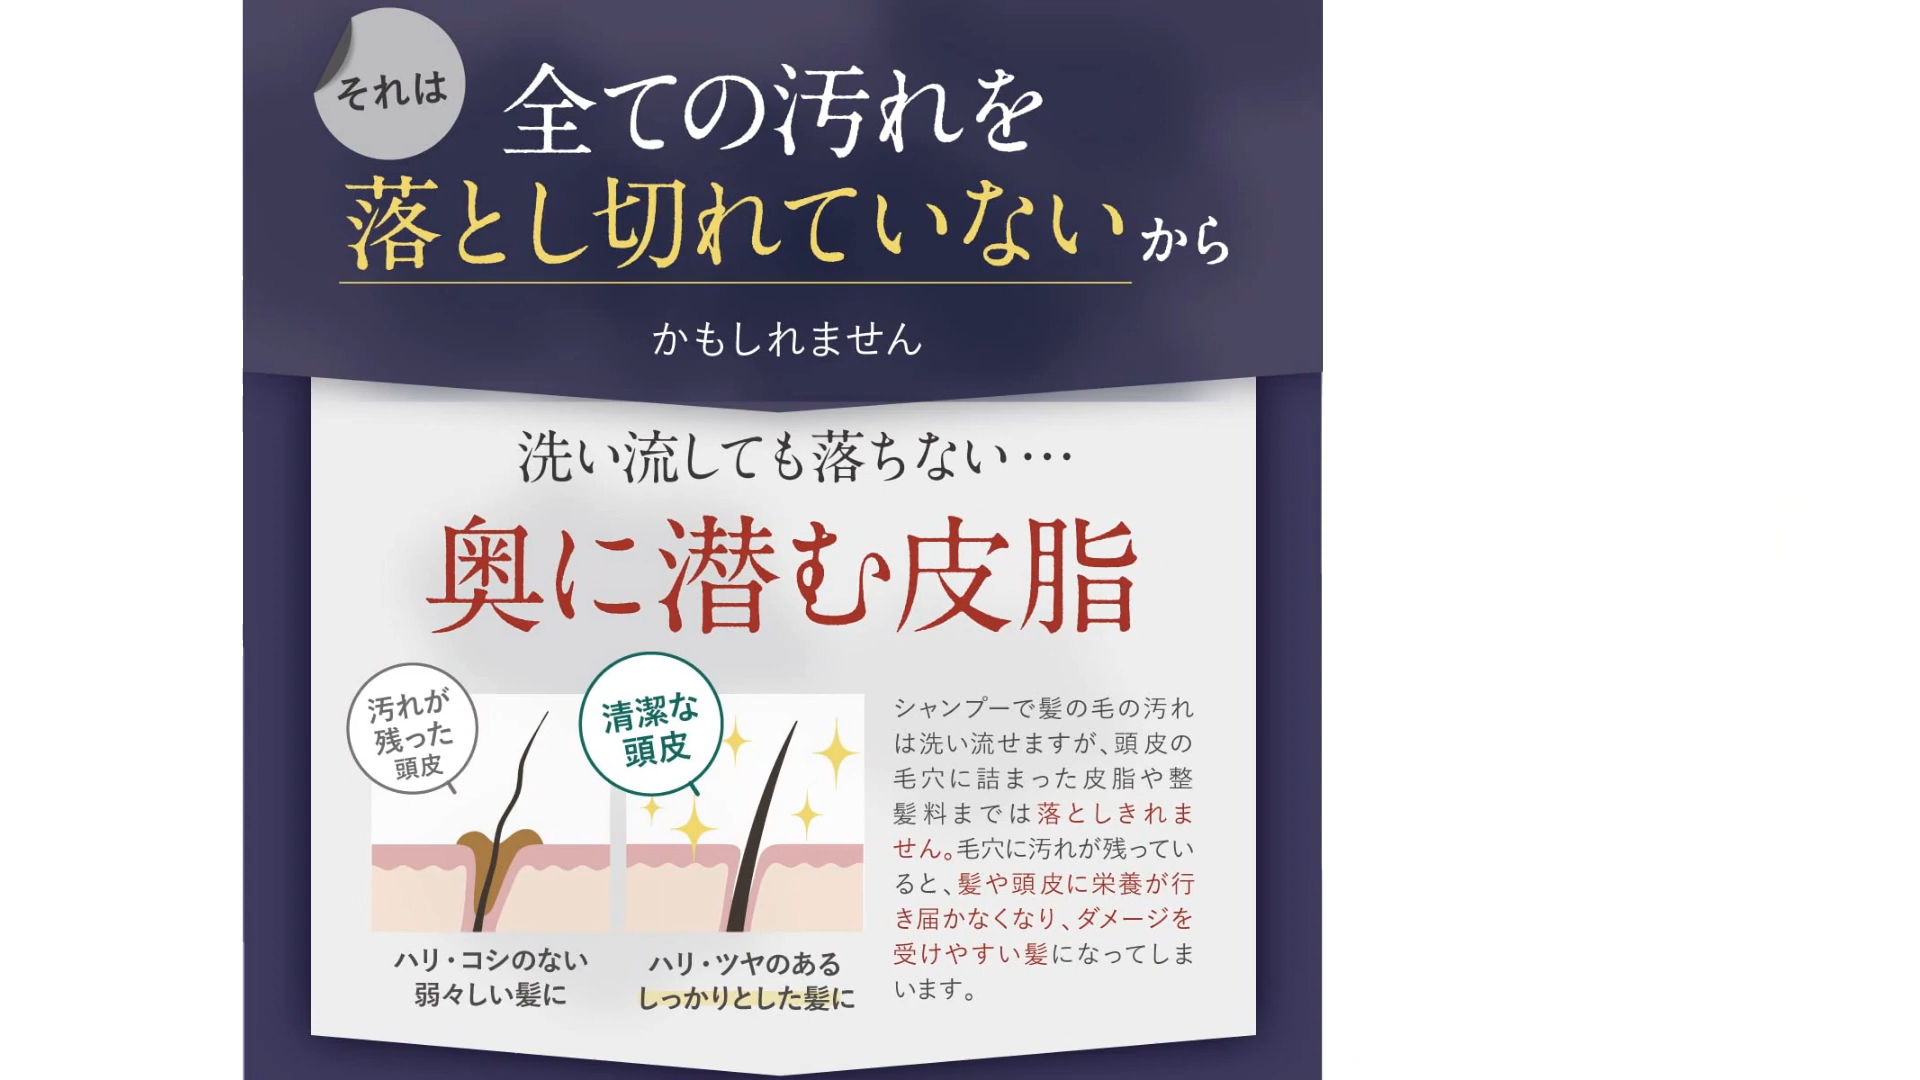 それは
全ての汚れを
落とし切れていないから
かもしれません
洗い流しても落ちない…
奥に潜む皮脂
汚れが
残った
頭皮
清潔な
頭皮
ハリ・コシのない
弱々しい髪に
ハリ・ツヤのある
しっかりとした髪に
シャンプーで髪の毛の汚れ
は洗い流せますが、頭皮の
毛穴に詰まった皮脂や整
髪料までは落としきれま
せん。毛穴に汚れが残ってい
ると、髪や頭皮に栄養が行
き届かなくなり、ダメージを
受けやすい髪になってしま
います。